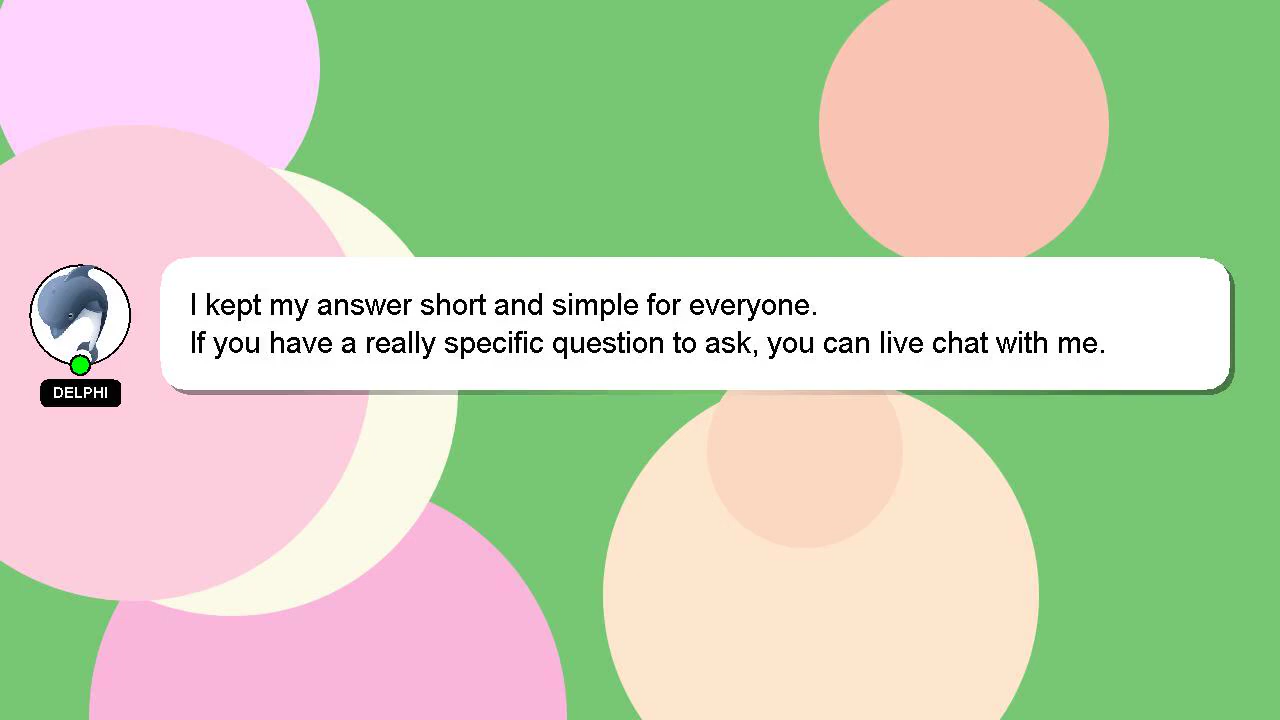 I kept my answer short and simple for everyone.
If you have a really specific question to ask, you can live chat with me.
DELPHI